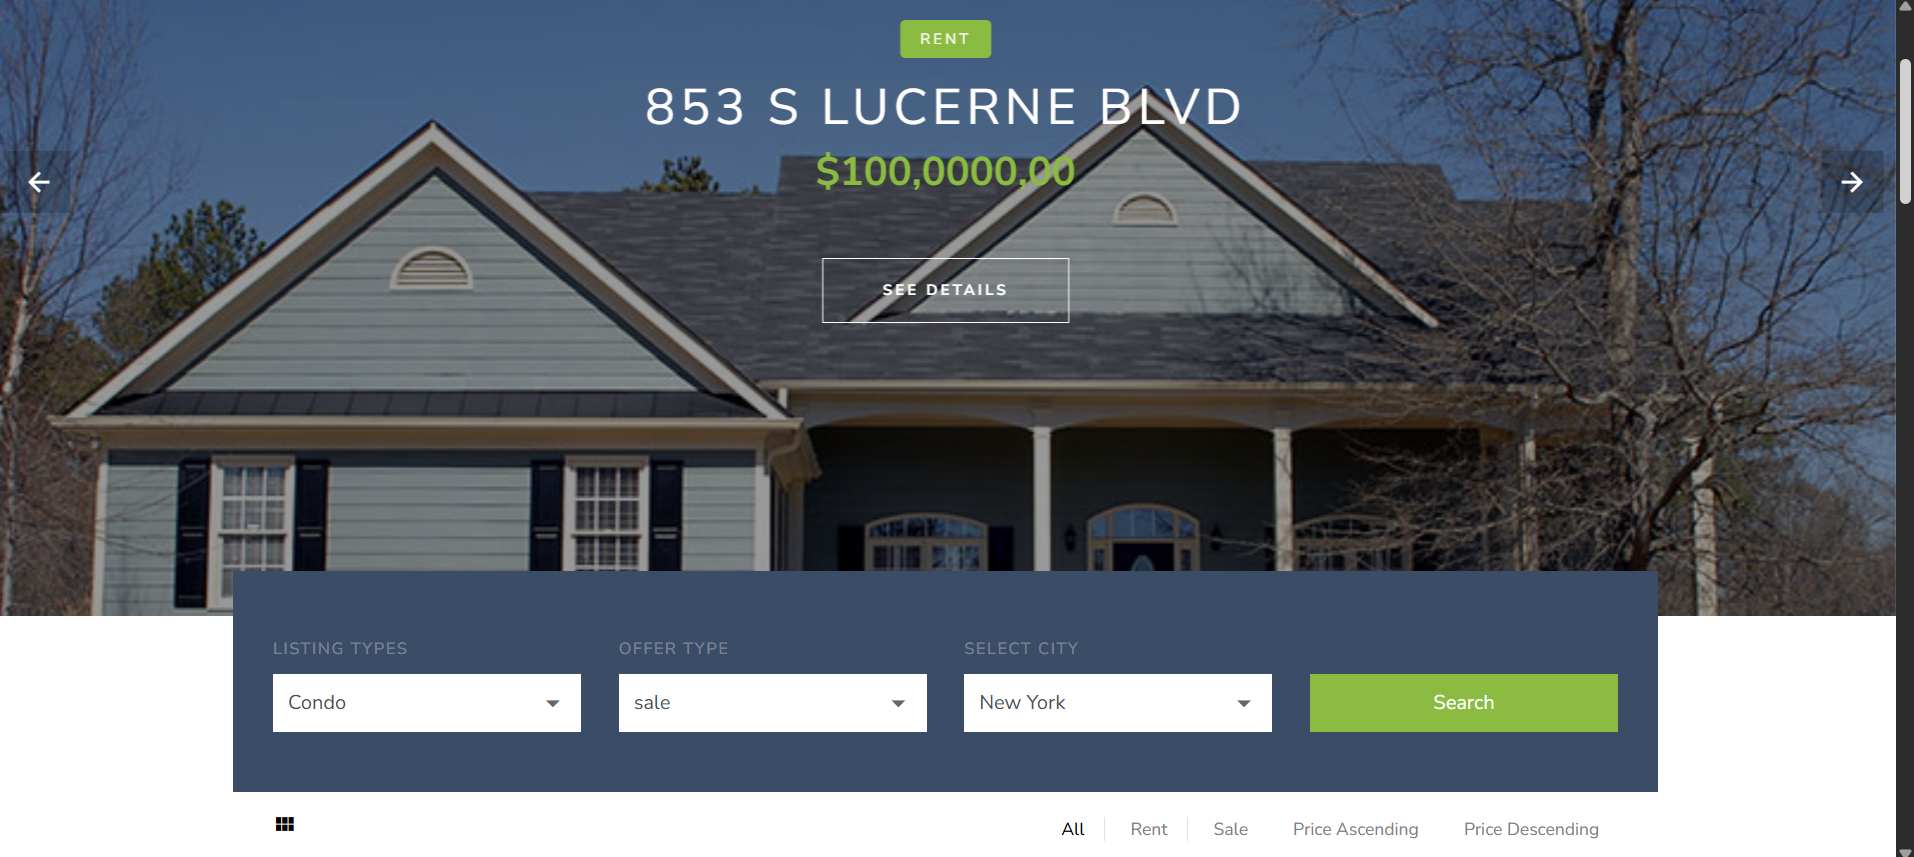 RENT
853 S LUCERNE BLVD
$100,0000,00
SEE DETAILS
LISTING TYPES
OFFER TYPE
SELECT CITY
Condo
sale
New York
Search
All
Rent
Sale
Price Ascending
Price Descending